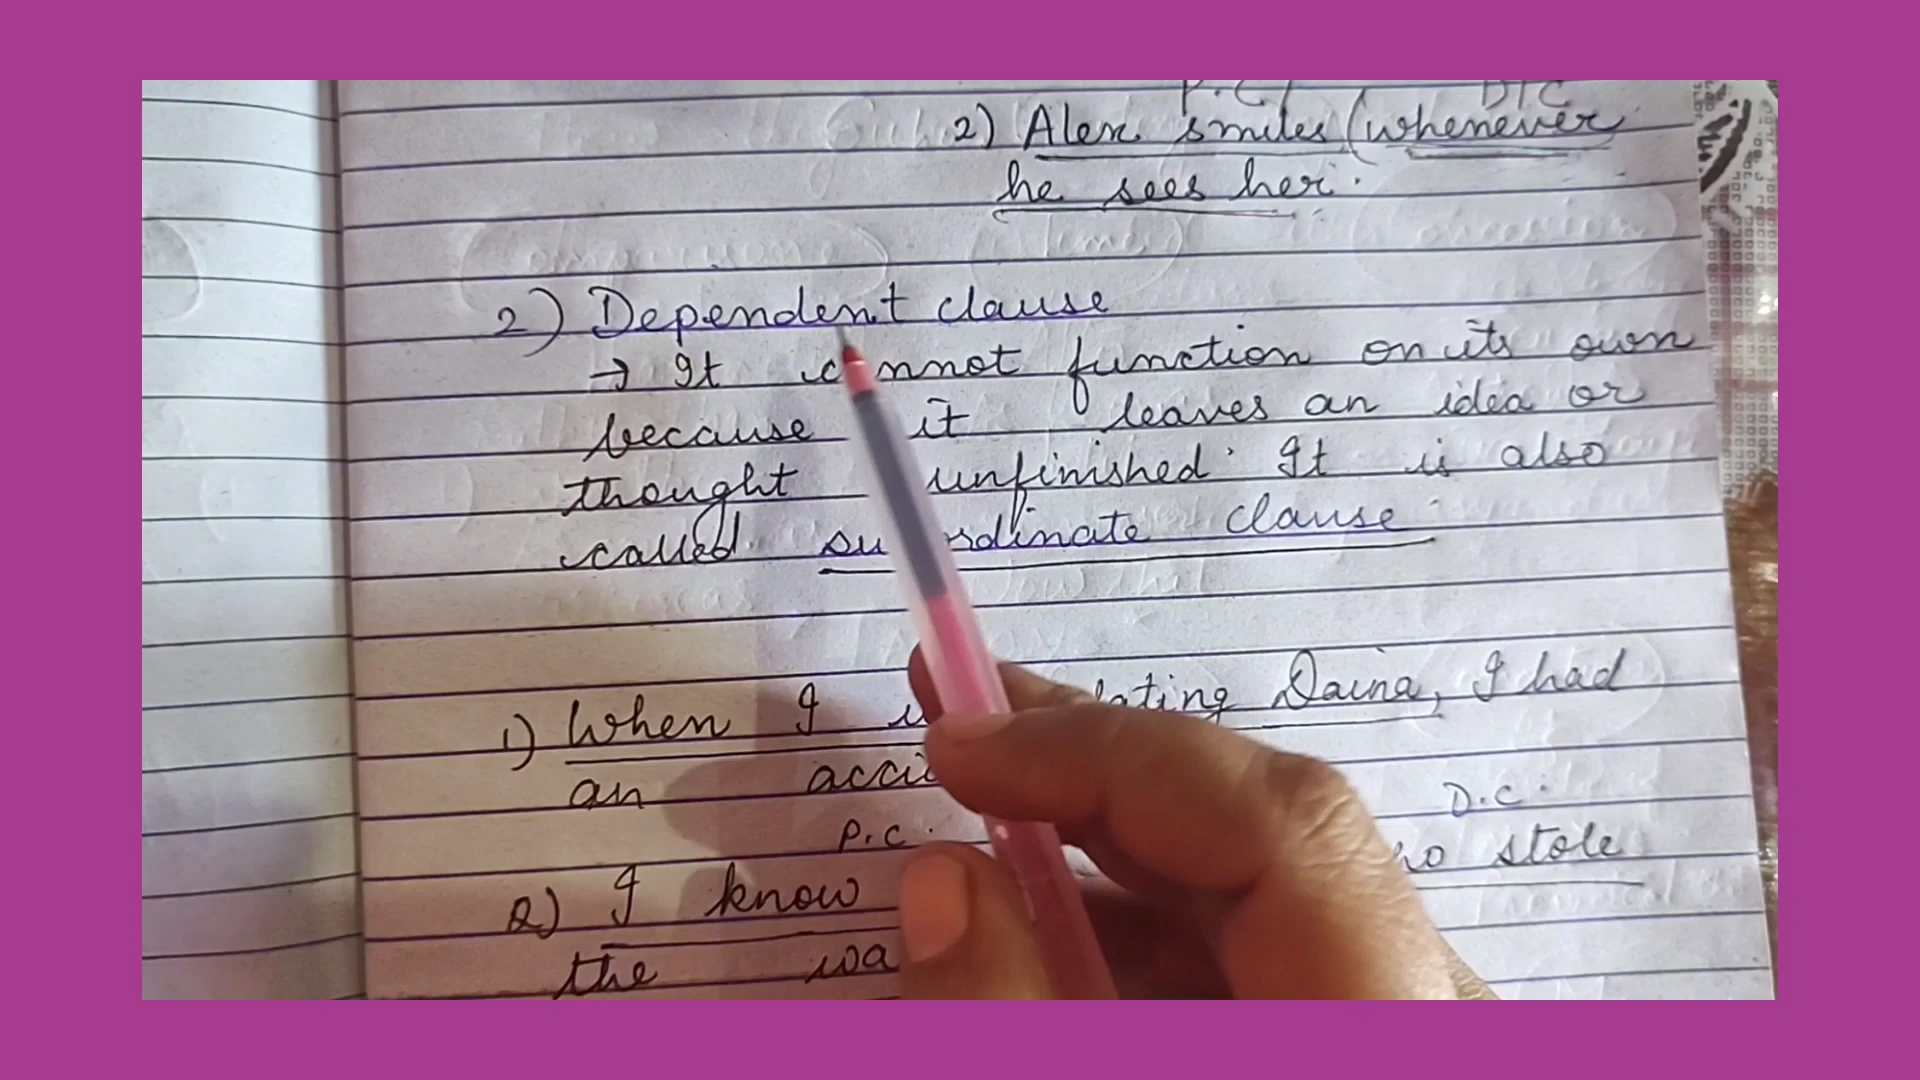 P.C. D.C
2) Alex smiles (whenever
he sees her.
2) Dependent clause
→ It cannot function on its own
because it leaves an idea or
thought unfinished. It is also
called subordinate clause
1) When I dating Daina, I had
an
P.C. D.C.
2) I know stole
the